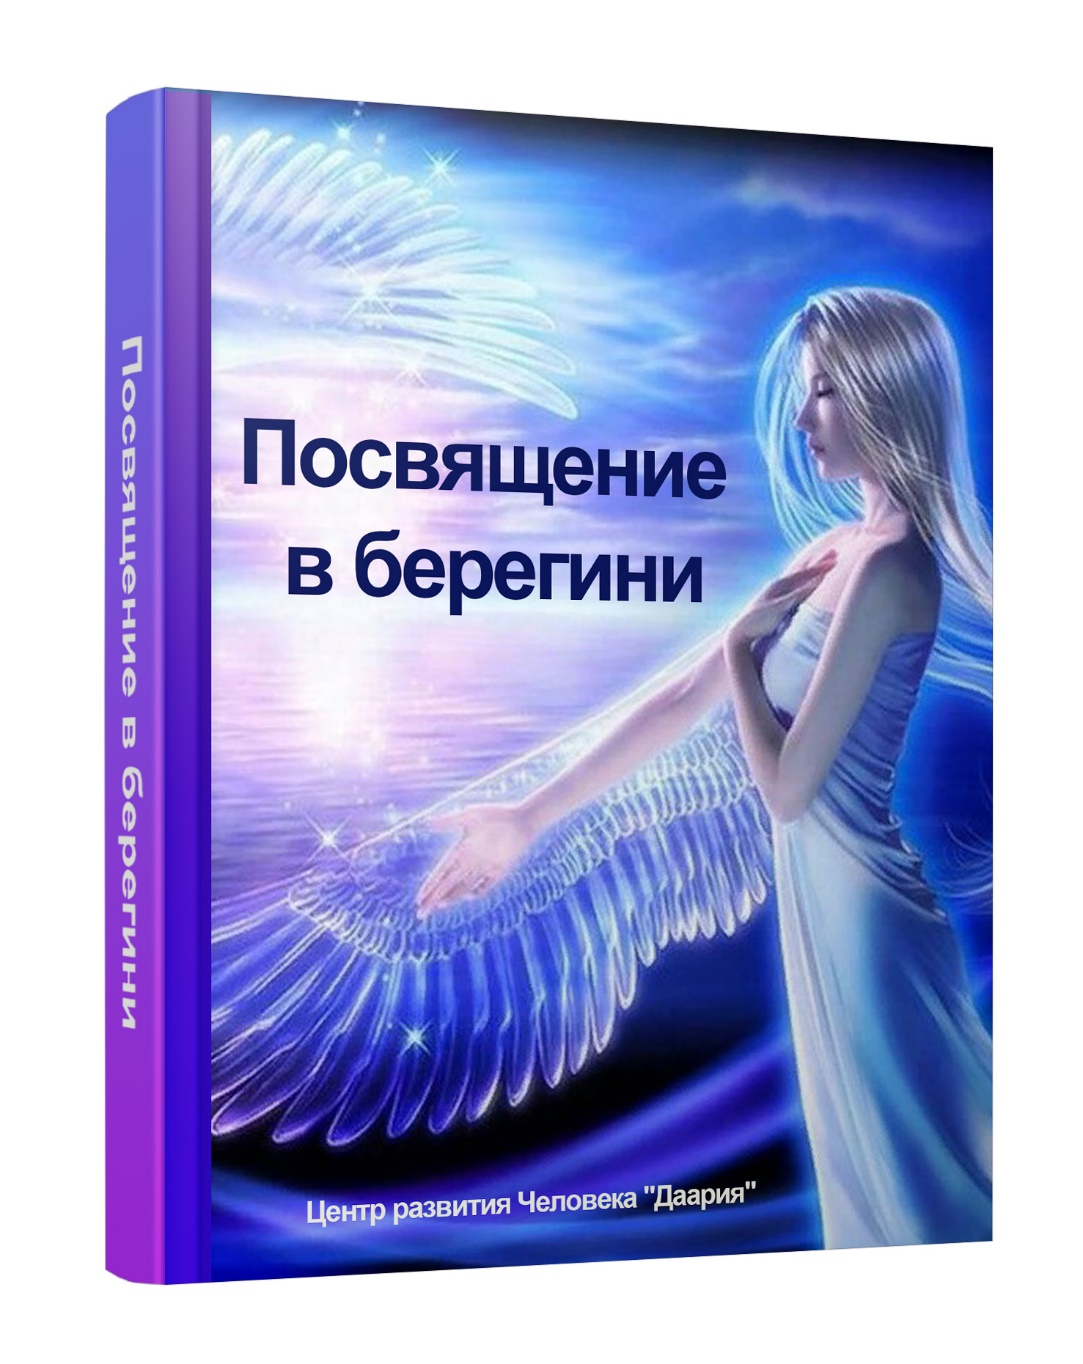 Посвящение в берегини
Посвящение
в берегини
Центр развития Человека "Даария"